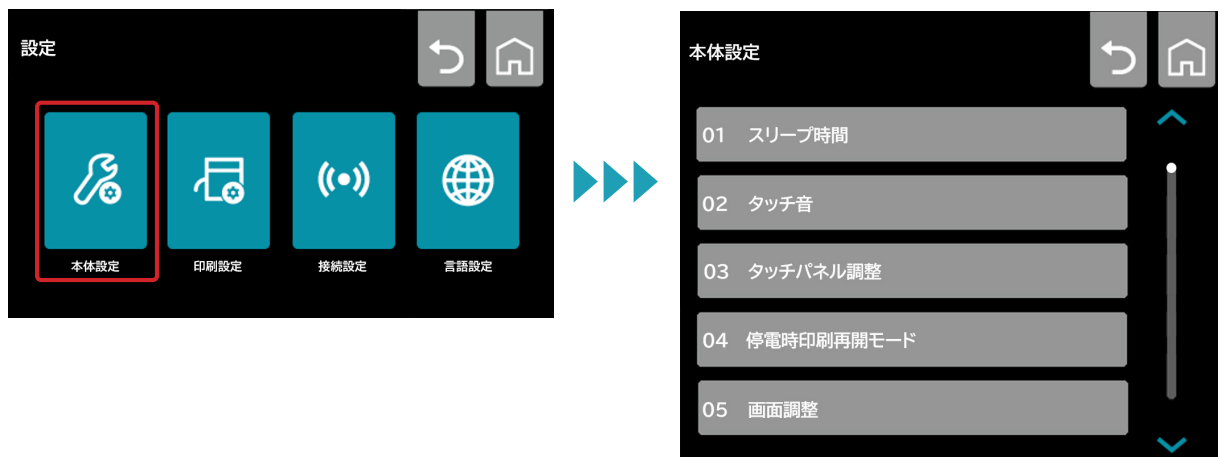 設定
本体設定
印刷設定
接続設定
言語設定
本体設定
01 スリープ時間
02 タッチ音
03 タッチパネル調整
04 停電時印刷再開モード
05 画面調整